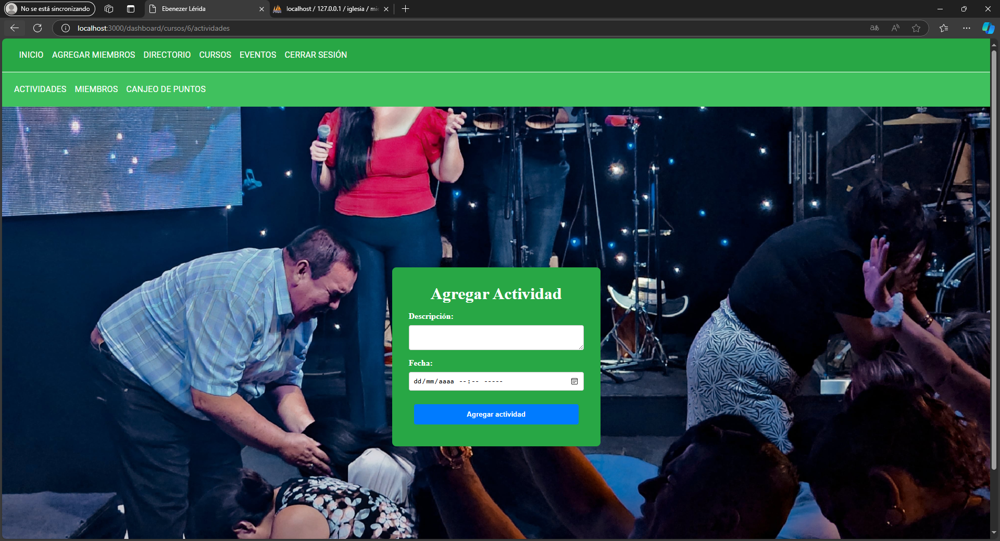 No se está sincronizando
Ebenezer Lérida
localhost / 127.0.0.1 / iglesia / mi
localhost:3000/dashboard/cursos/6/actividades
INICIO AGREGAR MIEMBROS DIRECTORIO CURSOS EVENTOS CERRAR SESIÓN
ACTIVIDADES MIEMBROS CANJEO DE PUNTOS
Agregar Actividad
Descripción:
Fecha:
dd/mm/aaaa --:-- -----
Agregar actividad